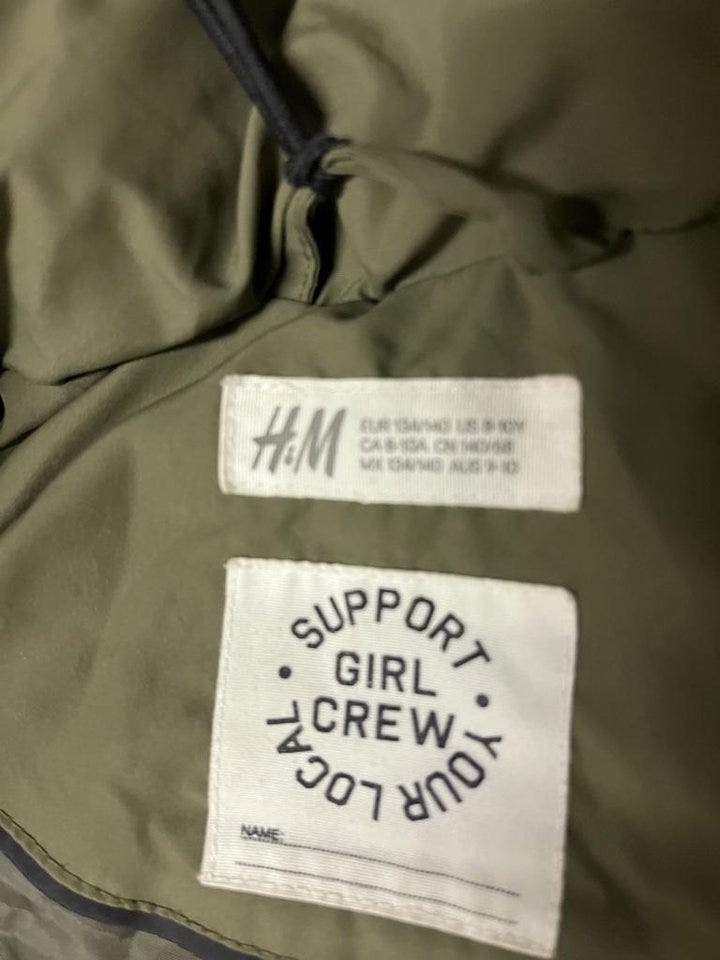 H&M
EUR 134/140 US 9-10Y
CA 8-10A CN 140/68
MX 134/140 AUS 9-10
SUPPORT
GIRL
CREW
YOUR LOCAL
NAME: